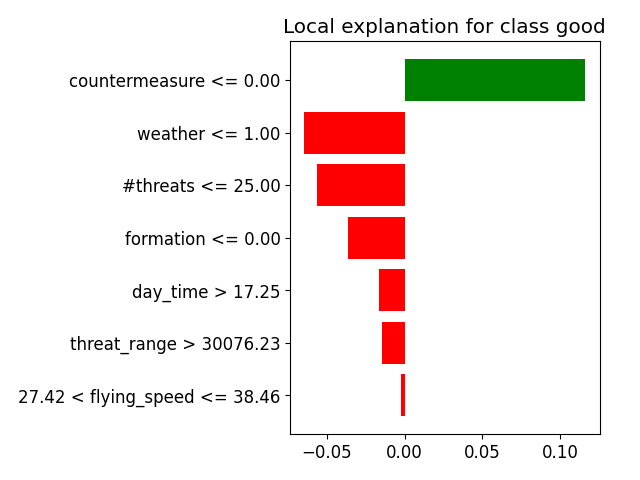 Local explanation for class good
countermeasure <= 0.00
weather <= 1.00
#threats <= 25.00
formation <= 0.00
day_time > 17.25
threat_range > 30076.23
27.42 < flying_speed <= 38.46
−0.05 0.00 0.05 0.10